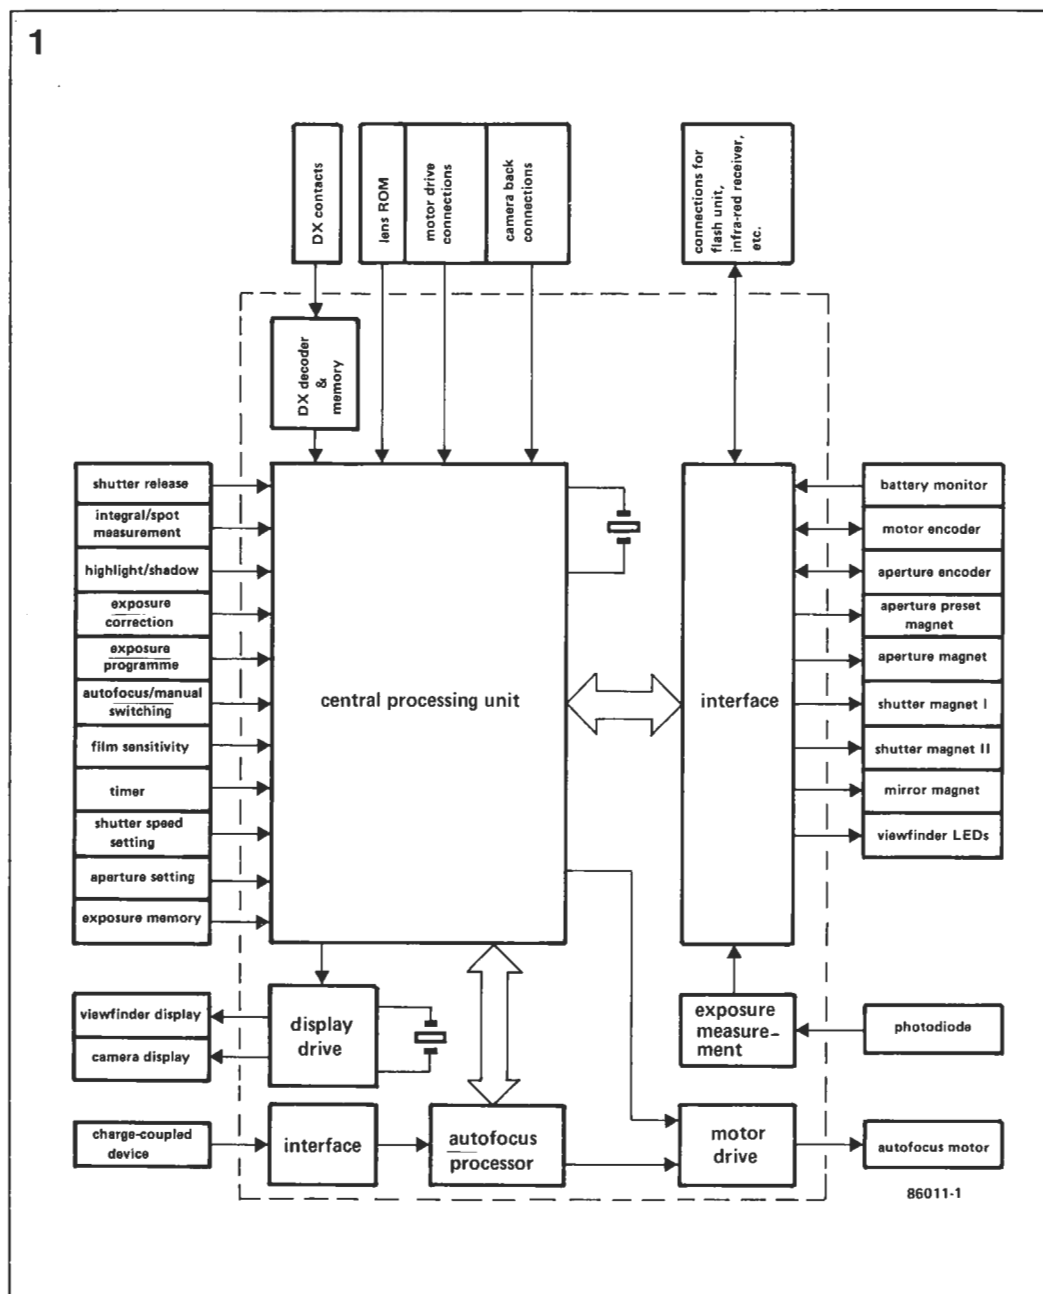 1
DX contacts
lens ROM
motor drive
connections
camera back
connections
connections for
flash unit,
infra-red receiver,
etc.
DX decoder
&
memory
shutter release
integral/spot
measurement
highlight/shadow
exposure
correction
exposure
programme
autofocus/manual
switching
film sensitivity
timer
shutter speed
setting
aperture setting
exposure memory
central processing unit
interface
battery monitor
motor encoder
aperture encoder
aperture preset
magnet
aperture magnet
shutter magnet I
shutter magnet II
mirror magnet
viewfinder LEDs
viewfinder display
camera display
display
drive
exposure
measure-
ment
photodiode
charge-coupled
device
interface
autofocus
processor
motor
drive
autofocus motor
86011-1